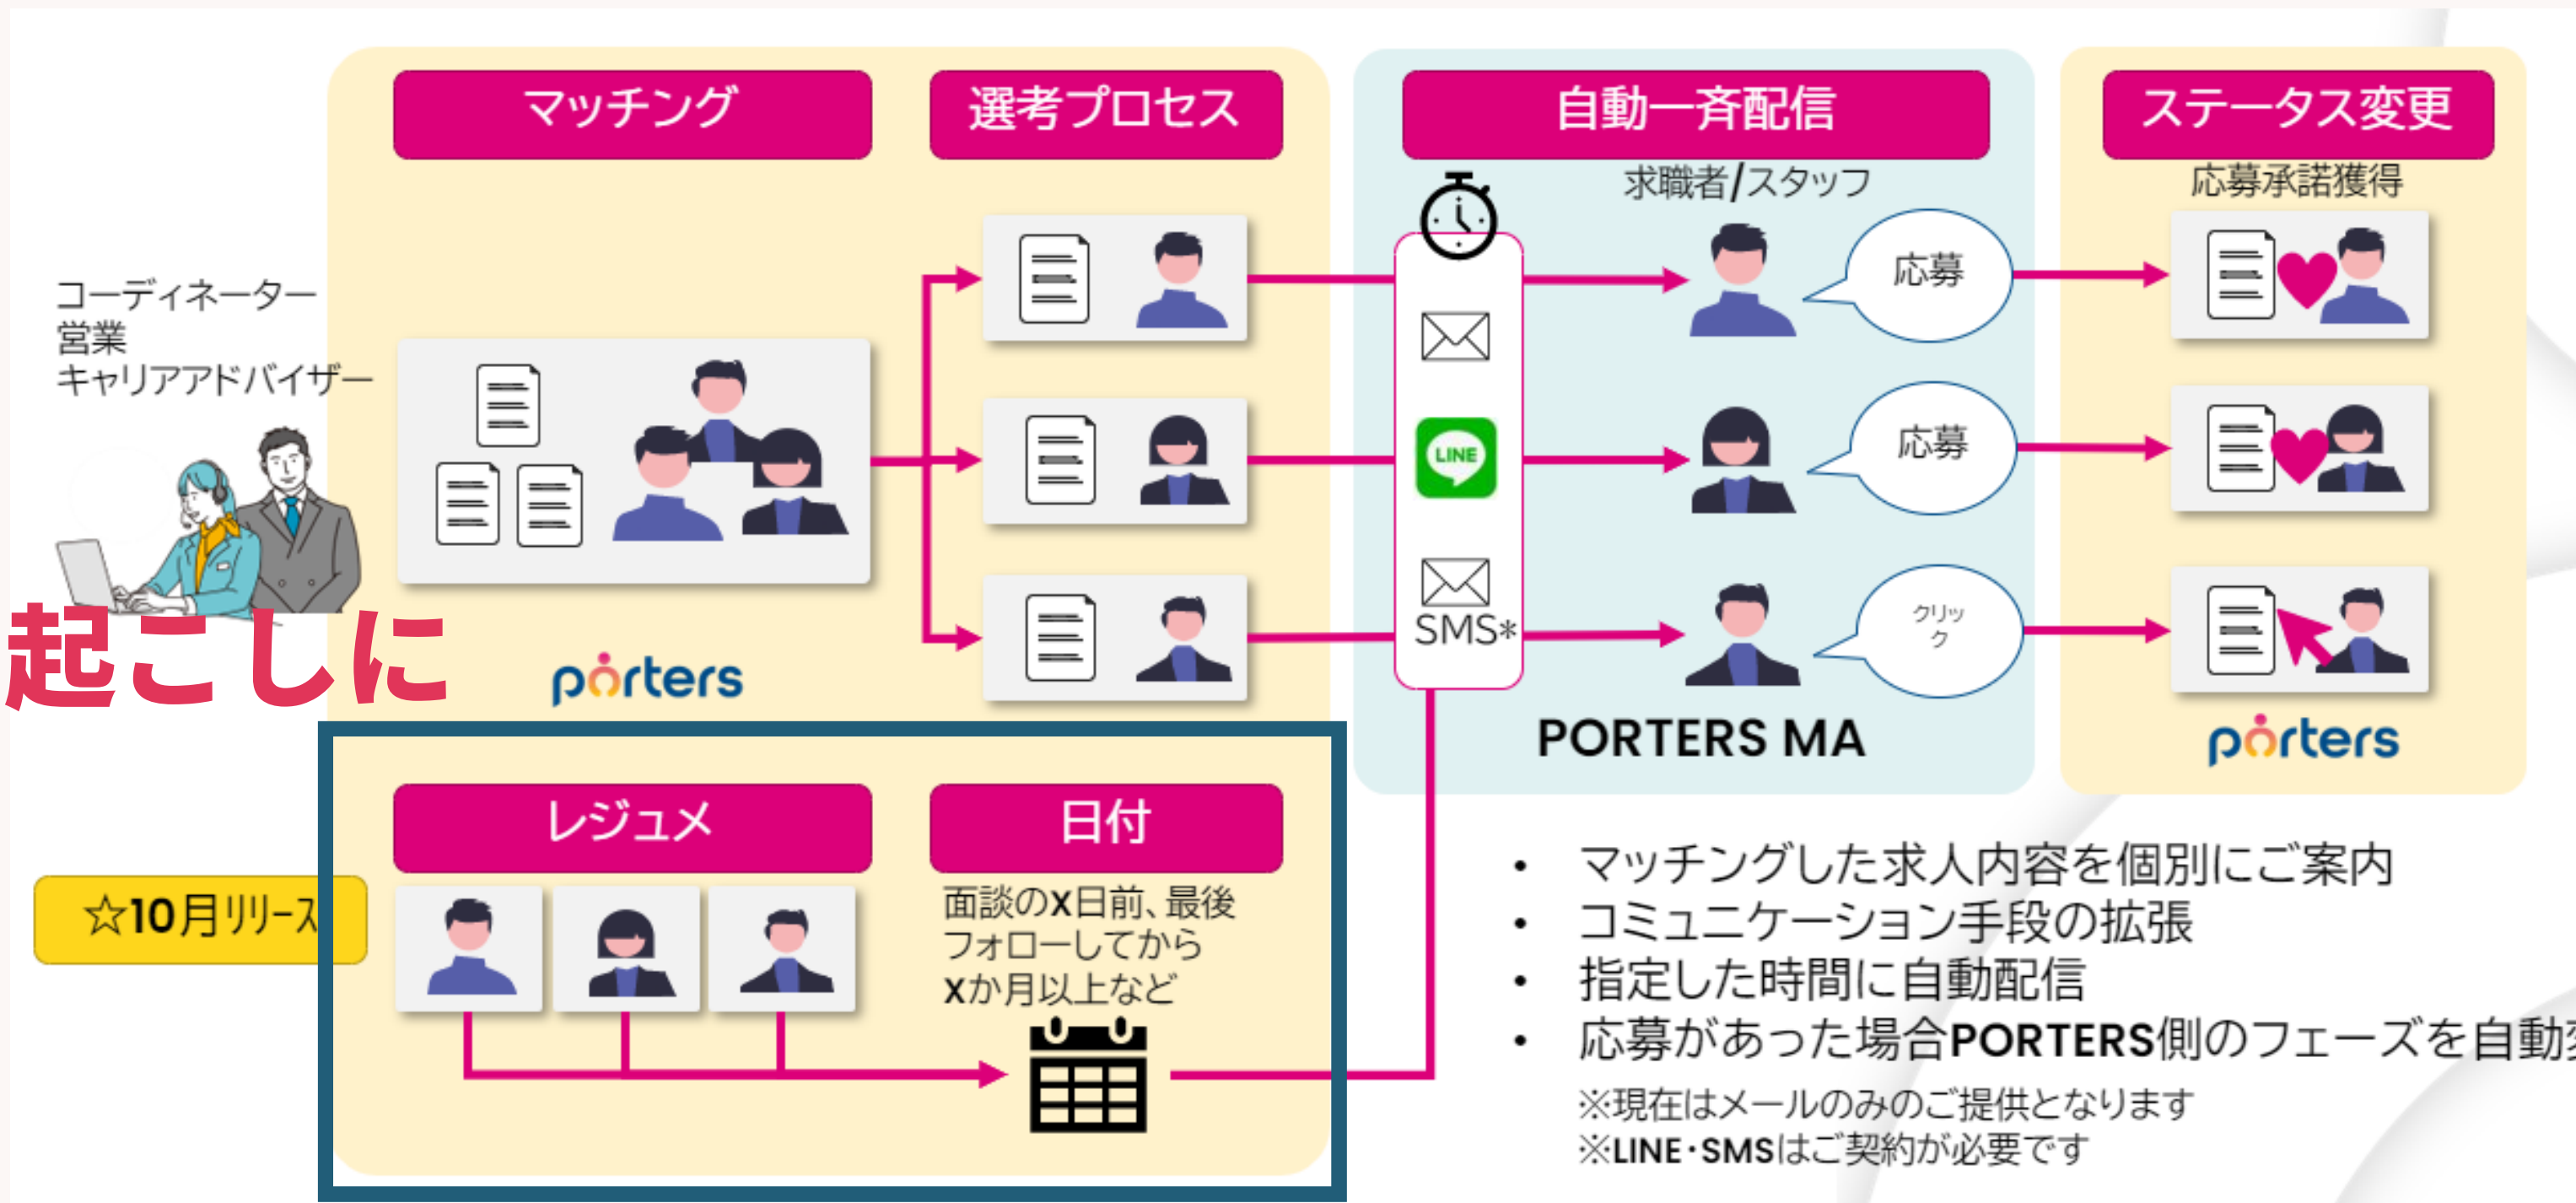 マッチング
選考プロセス
自動一斉配信
ステータス変更
求職者/スタッフ
応募承諾獲得
コーディネーター
営業
キャリアアドバイザー
応募
応募
クリッ
ク
LINE
SMS*
起こしに
porters
PORTERS MA
porters
レジュメ
日付
☆10月リリース
面談のX日前、最後
フォローしてから
Xか月以上など
• マッチングした求人内容を個別にご案内
• コミュニケーション手段の拡張
• 指定した時間に自動配信
• 応募があった場合PORTERS側のフェーズを自動
※現在はメールのみのご提供となります
※LINE・SMSはご契約が必要です